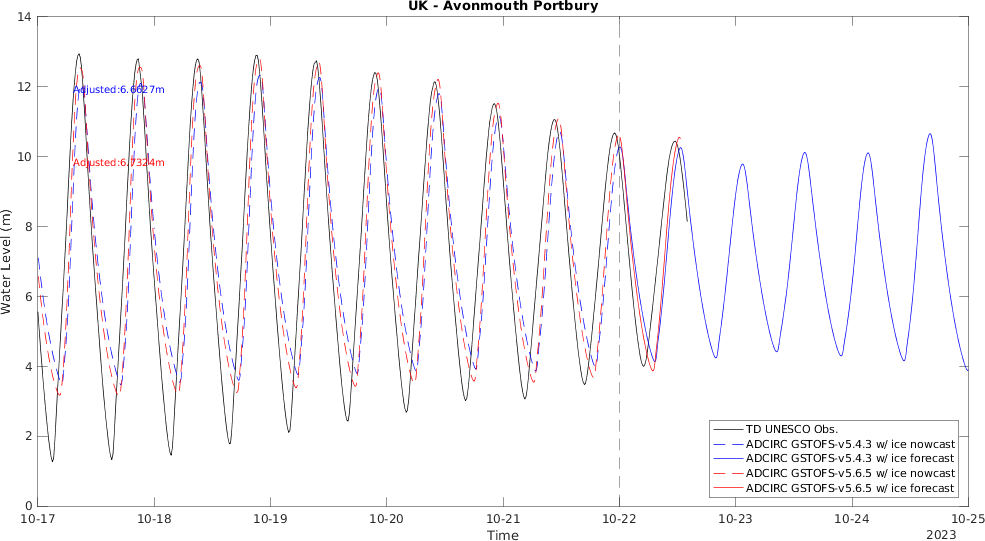 UK - Avonmouth Portbury
14
12
10
8
6
4
2
0
Water Level (m)
Adjusted:6.6627m
Adjusted:6.7324m
TD UNESCO Obs.
ADCIRC GSTOFS-v5.4.3 w/ ice nowcast
ADCIRC GSTOFS-v5.4.3 w/ ice forecast
ADCIRC GSTOFS-v5.6.5 w/ ice nowcast
ADCIRC GSTOFS-v5.6.5 w/ ice forecast
10-17 10-18 10-19 10-20 10-21 10-22 10-23 10-24 10-25
Time
2023